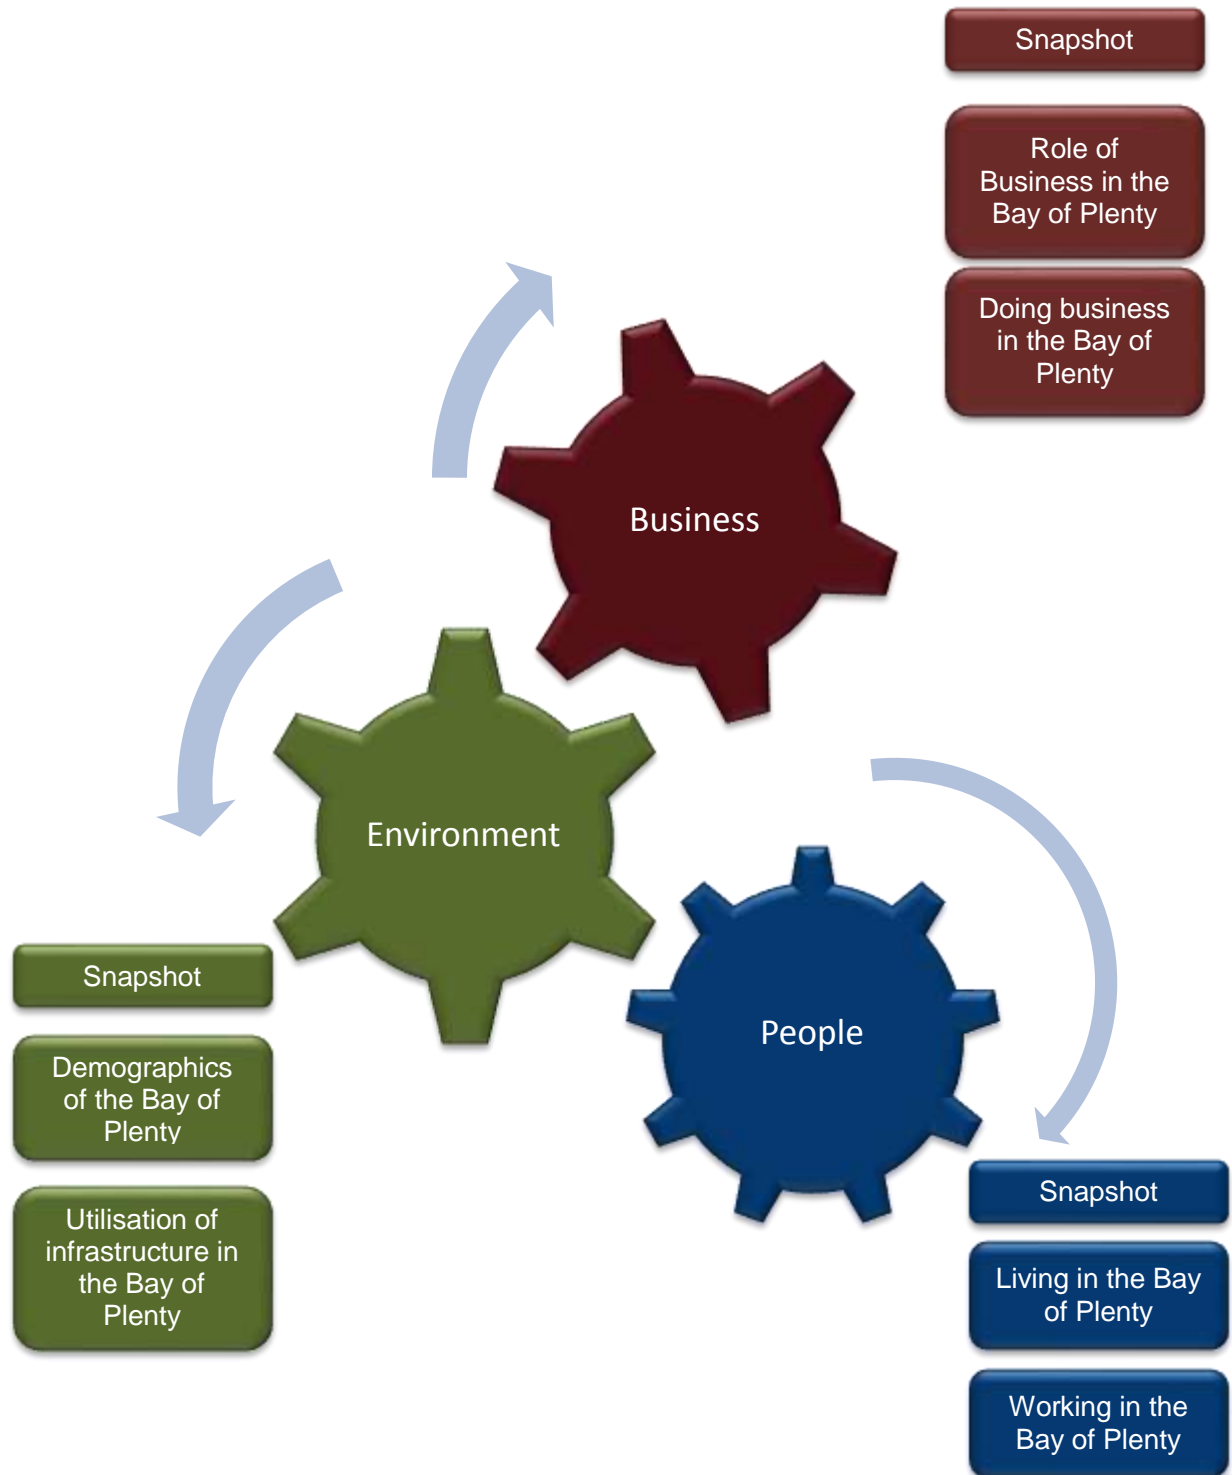 Snapshot
Role of
Business in the
Bay of Plenty
Doing business
in the Bay of
Plenty
Business
Environment
People
Snapshot
Demographics
of the Bay of
Plenty
Utilisation of
infrastructure in
the Bay of
Plenty
Snapshot
Living in the Bay
of Plenty
Working in the
Bay of Plenty